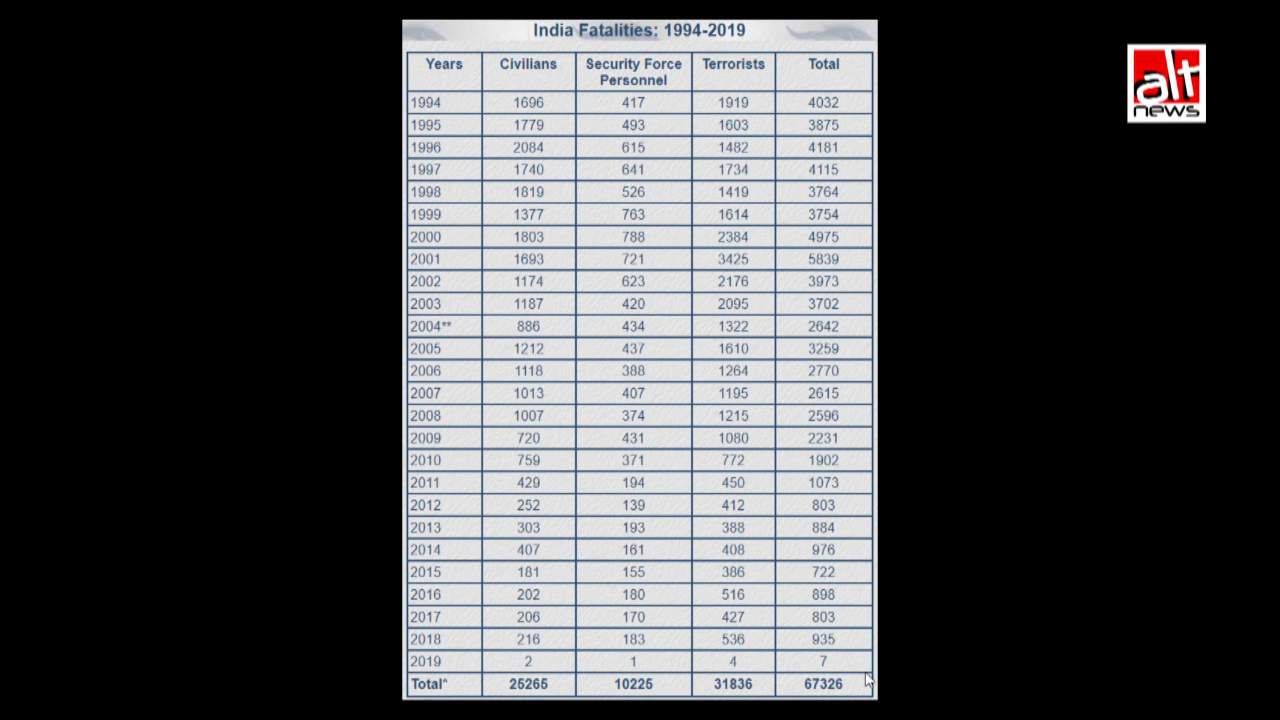 India Fatalities: 1994-2019
Years Civilians Security Force Personnel Terrorists Total
1994 1696 417 1919 4032
1995 1779 493 1603 3875
1996 2084 615 1482 4181
1997 1740 641 1734 4115
1998 1819 526 1419 3764
1999 1377 763 1614 3754
2000 1803 788 2384 4975
2001 1693 721 3425 5839
2002 1174 623 2176 3973
2003 1187 420 2095 3702
2004** 886 434 1322 2642
2005 1212 437 1610 3259
2006 1118 388 1264 2770
2007 1013 407 1195 2615
2008 1007 374 1215 2596
2009 720 431 1080 2231
2010 759 371 772 1902
2011 429 194 450 1073
2012 252 139 412 803
2013 303 193 388 884
2014 407 161 408 976
2015 181 155 386 722
2016 202 180 516 898
2017 206 170 427 803
2018 216 183 536 935
2019 2 1 4 7
Total* 25265 10225 31836 67326
alt
news